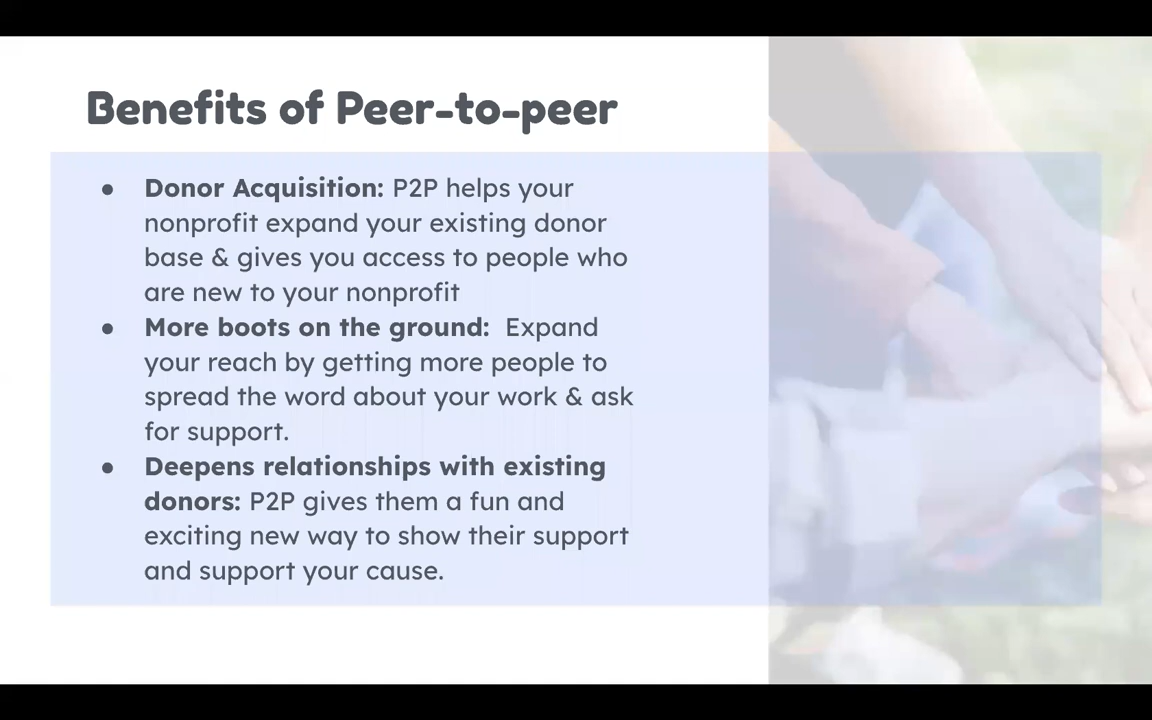 Benefits of Peer-to-peer
● Donor Acquisition: P2P helps your
nonprofit expand your existing donor
base & gives you access to people who
are new to your nonprofit
● More boots on the ground:  Expand
your reach by getting more people to
spread the word about your work & ask
for support.
● Deepens relationships with existing
donors: P2P gives them a fun and
exciting new way to show their support
and support your cause.